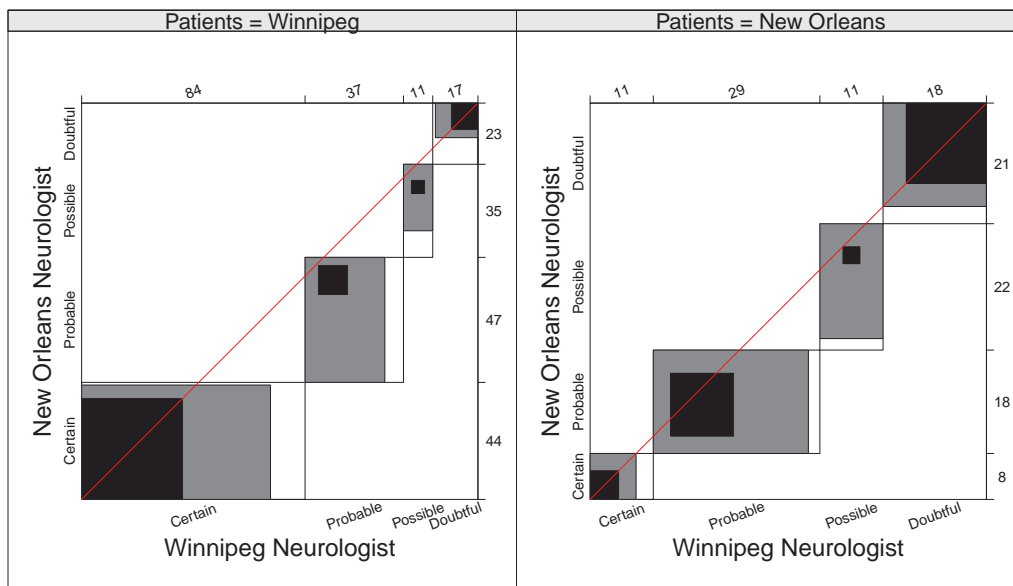 Patients = Winnipeg
84 37 11 17
Doubtful
Possible
Probable
Certain
New Orleans Neurologist
23
35
47
44
Certain Probable Possible Doubtful
Winnipeg Neurologist
Patients = New Orleans
11 29 11 18
Doubtful
Possible
Probable
Certain
New Orleans Neurologist
21
22
18
8
Certain Probable Possible Doubtful
Winnipeg Neurologist